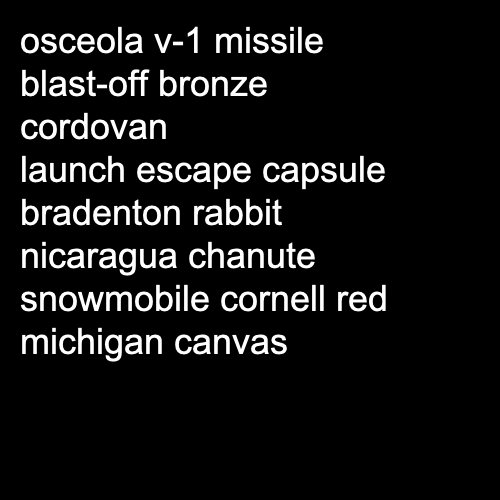 osceola v-1 missile
blast-off bronze
cordovan
launch escape capsule
bradenton rabbit
nicaragua chanute
snowmobile cornell red
michigan canvas